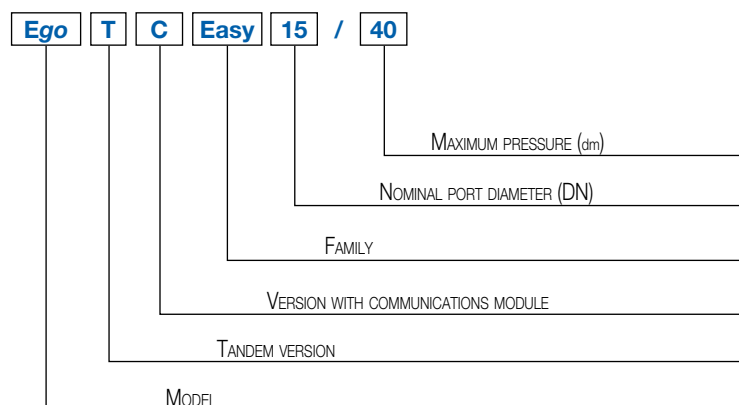 Ego T C Easy 15 / 40
MAXIMUM PRESSURE (dm)
NOMINAL PORT DIAMETER (DN)
FAMILY
VERSION WITH COMMUNICATIONS MODULE
TANDEM VERSION
MODEL